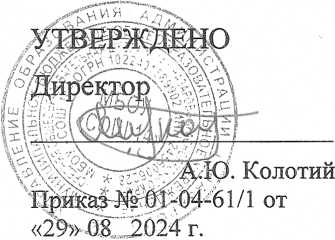 УТВЕРЖДЕНО
Директор
А.Ю. Колотий
Приказ № 01-04-61/1 от
«29» 08 2024 г.